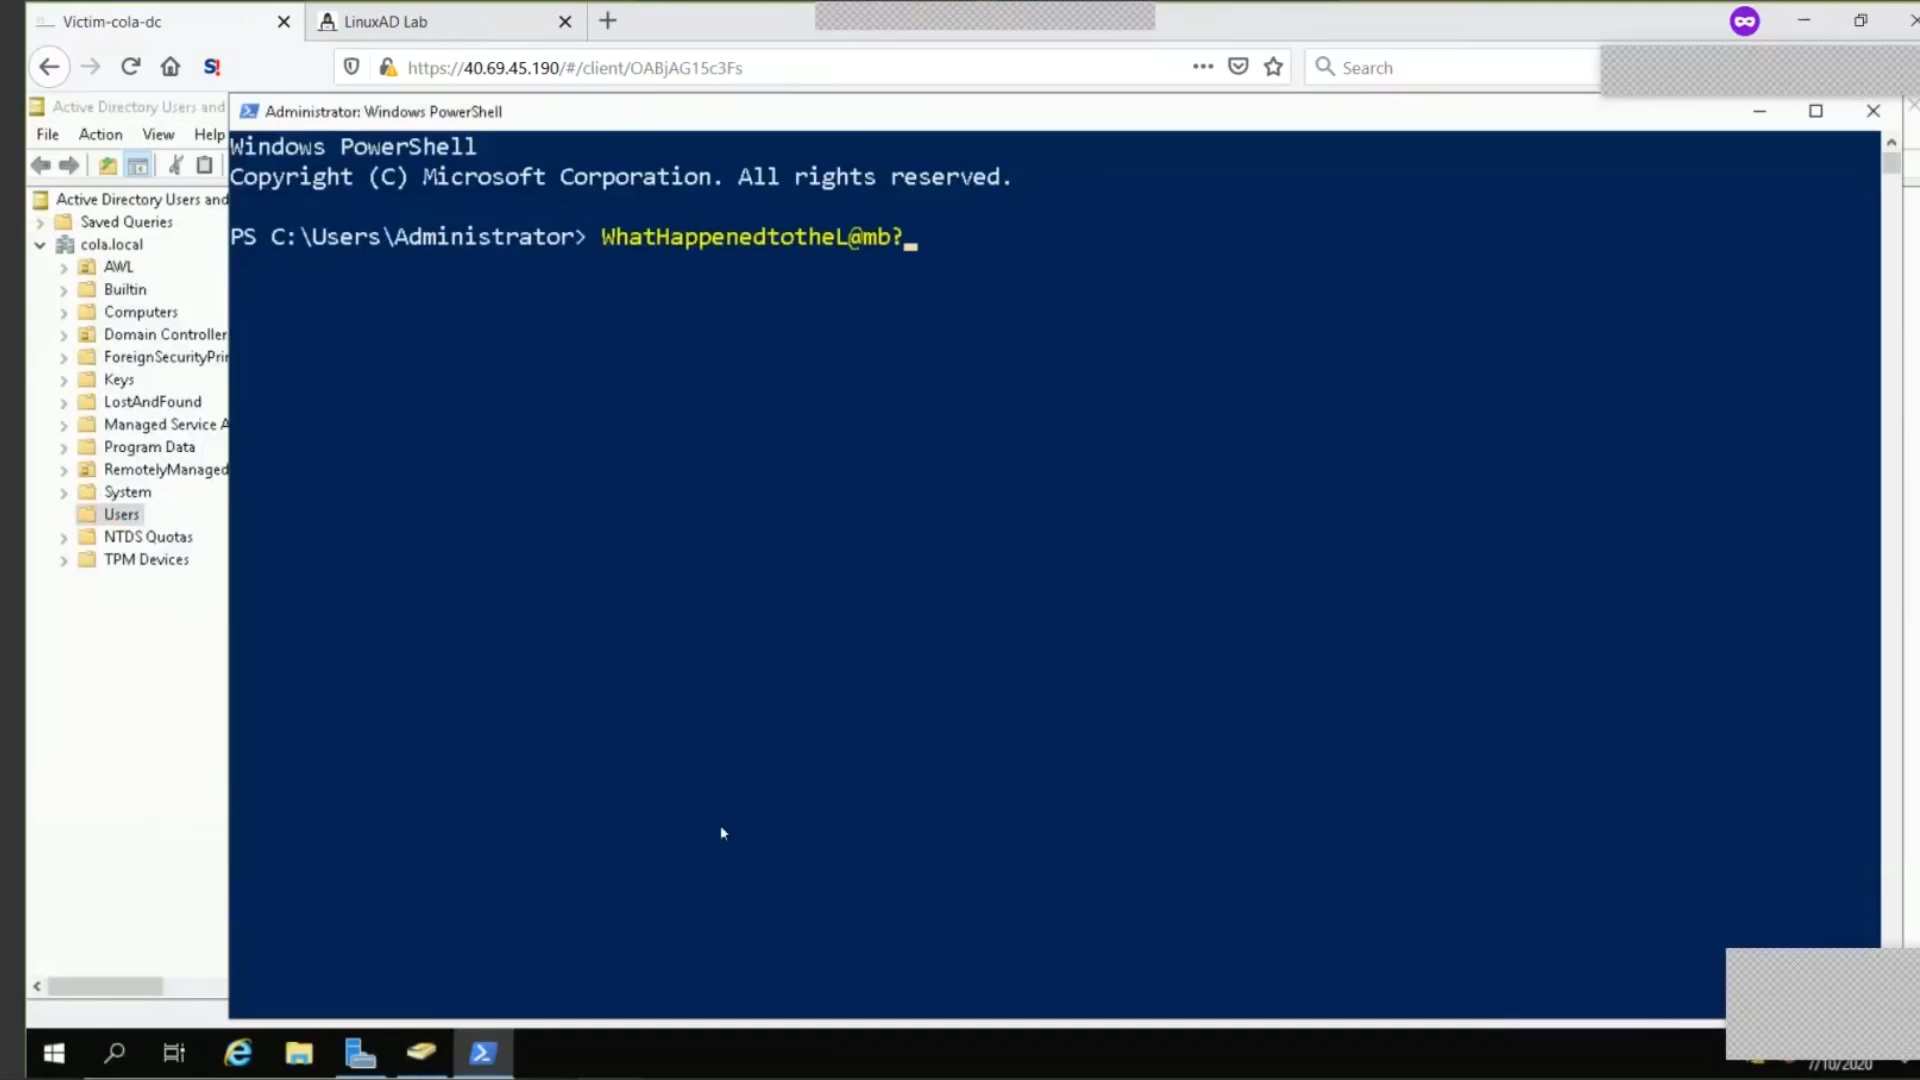 Victim-cola-dc
LinuxAD Lab
S!
https://40.69.45.190/#/client/OABjAG15c3Fs
Search
Active Directory Users and
Administrator: Windows PowerShell
File Action View Help
Windows PowerShell
Copyright (C) Microsoft Corporation. All rights reserved.
PS C:\Users\Administrator> WhatHappenedtotheL@mb?_
Active Directory Users and
Saved Queries
cola.local
AWL
Builtin
Computers
Domain Controller
ForeignSecurityPri
Keys
LostAndFound
Managed Service A
Program Data
RemotelyManaged
System
Users
NTDS Quotas
TPM Devices
7/10/2020